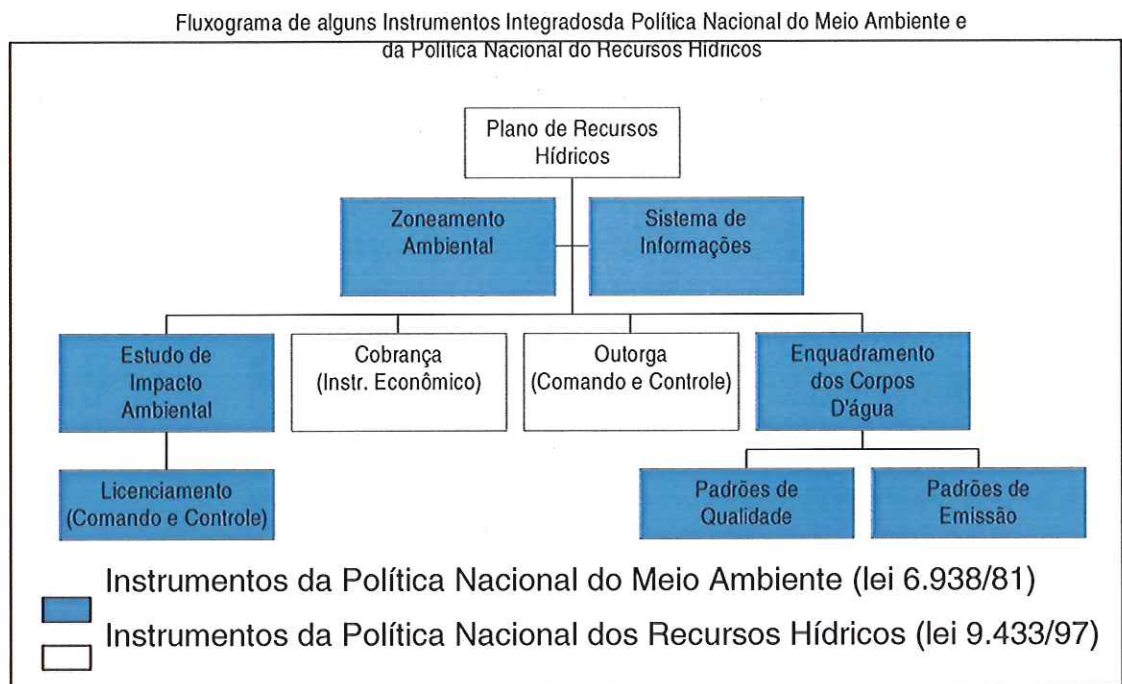 Fluxograma de alguns Instrumentos Integradosda Política Nacional do Meio Ambiente e
da Política Nacional do Recursos Hídricos
Plano de Recursos
Hídricos
Zoneamento
Ambiental
Sistema de
Informações
Estudo de
Impacto
Ambiental
Cobrança
(Instr. Econômico)
Outorga
(Comando e Controle)
Enquadramento
dos Corpos
D'água
Licenciamento
(Comando e Controle)
Padrões de
Qualidade
Padrões de
Emissão
Instrumentos da Política Nacional do Meio Ambiente (lei 6.938/81)
Instrumentos da Política Nacional dos Recursos Hídricos (lei 9.433/97)